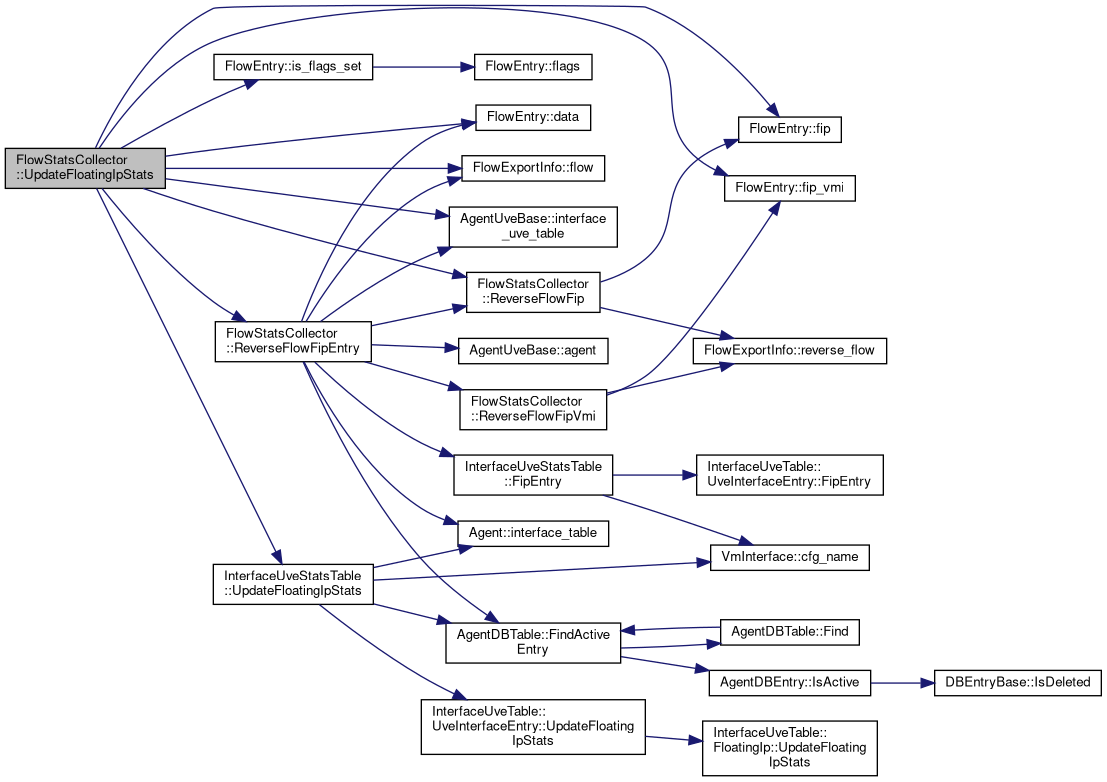 FlowStatsCollector
::UpdateFloatingIpStats
FlowEntry::is_flags_set
FlowEntry::flags
FlowEntry::data
FlowEntry::fip
FlowExportInfo::flow
FlowEntry::fip_vmi
AgentUveBase::interface
_uve_table
FlowStatsCollector
::ReverseFlowFip
FlowStatsCollector
::ReverseFlowFipEntry
AgentUveBase::agent
FlowExportInfo::reverse_flow
FlowStatsCollector
::ReverseFlowFipVmi
InterfaceUveStatsTable
::FipEntry
InterfaceUveTable::
UveInterfaceEntry::FipEntry
Agent::interface_table
VmInterface::cfg_name
InterfaceUveStatsTable
::UpdateFloatingIpStats
AgentDBTable::FindActive
Entry
AgentDBTable::Find
AgentDBEntry::IsActive
DBEntryBase::IsDeleted
InterfaceUveTable::
UveInterfaceEntry::UpdateFloating
IpStats
InterfaceUveTable::
FloatingIp::UpdateFloating
IpStats